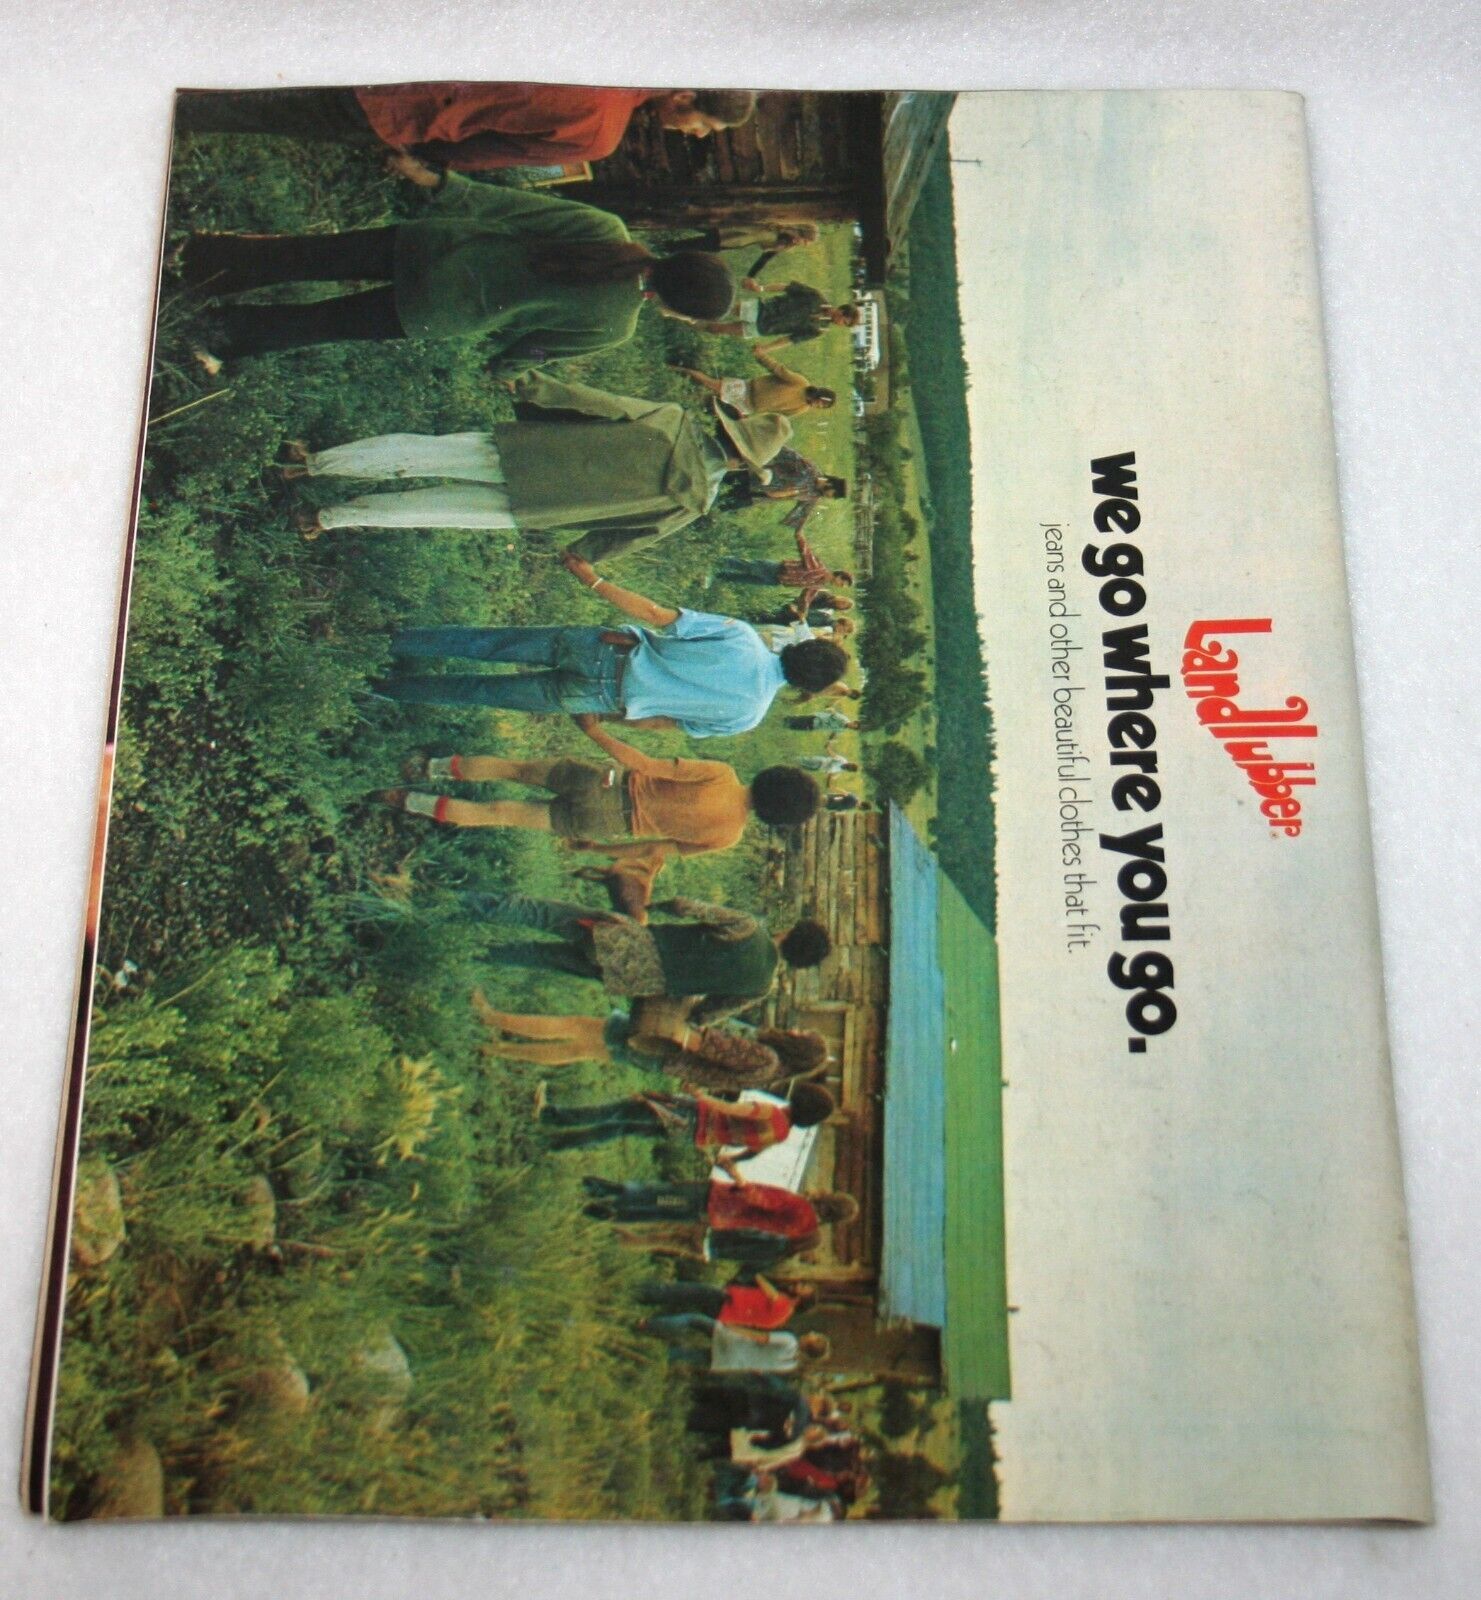 Landlubber®
we go where you go.
jeans and other beautiful clothes that fit.